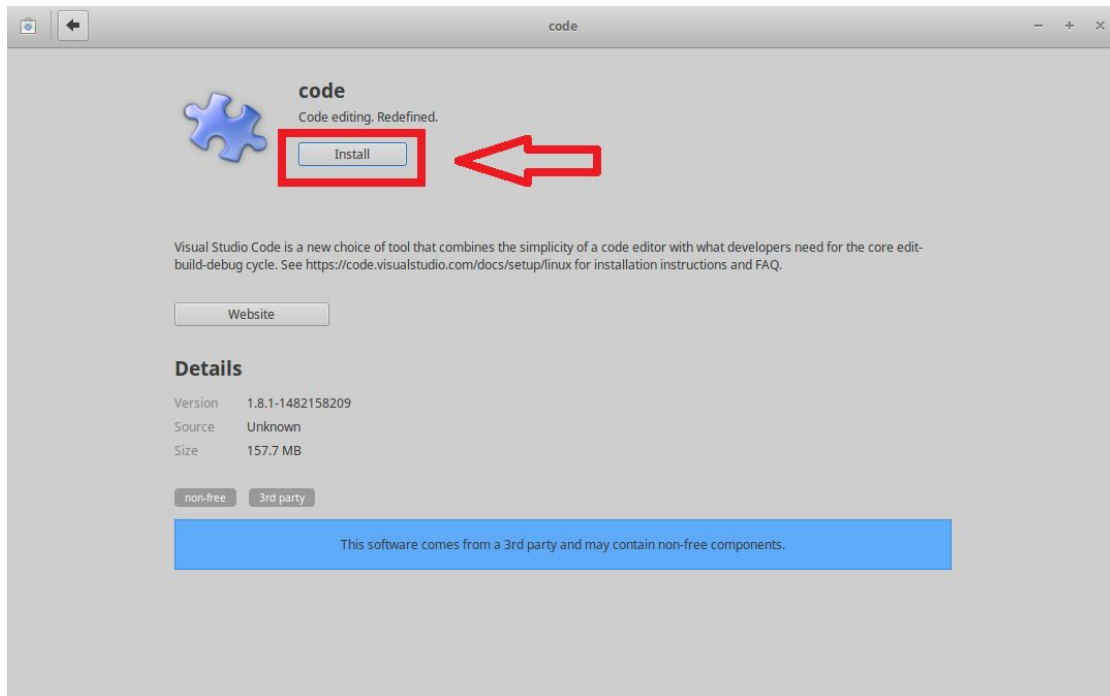 code
code
Code editing. Redefined.
Install
Visual Studio Code is a new choice of tool that combines the simplicity of a code editor with what developers need for the core edit-
build-debug cycle. See https://code.visualstudio.com/docs/setup/linux for installation instructions and FAQ.
Website
Details
Version 1.8.1-1482158209
Source Unknown
Size 157.7 MB
non-free 3rd party
This software comes from a 3rd party and may contain non-free components.